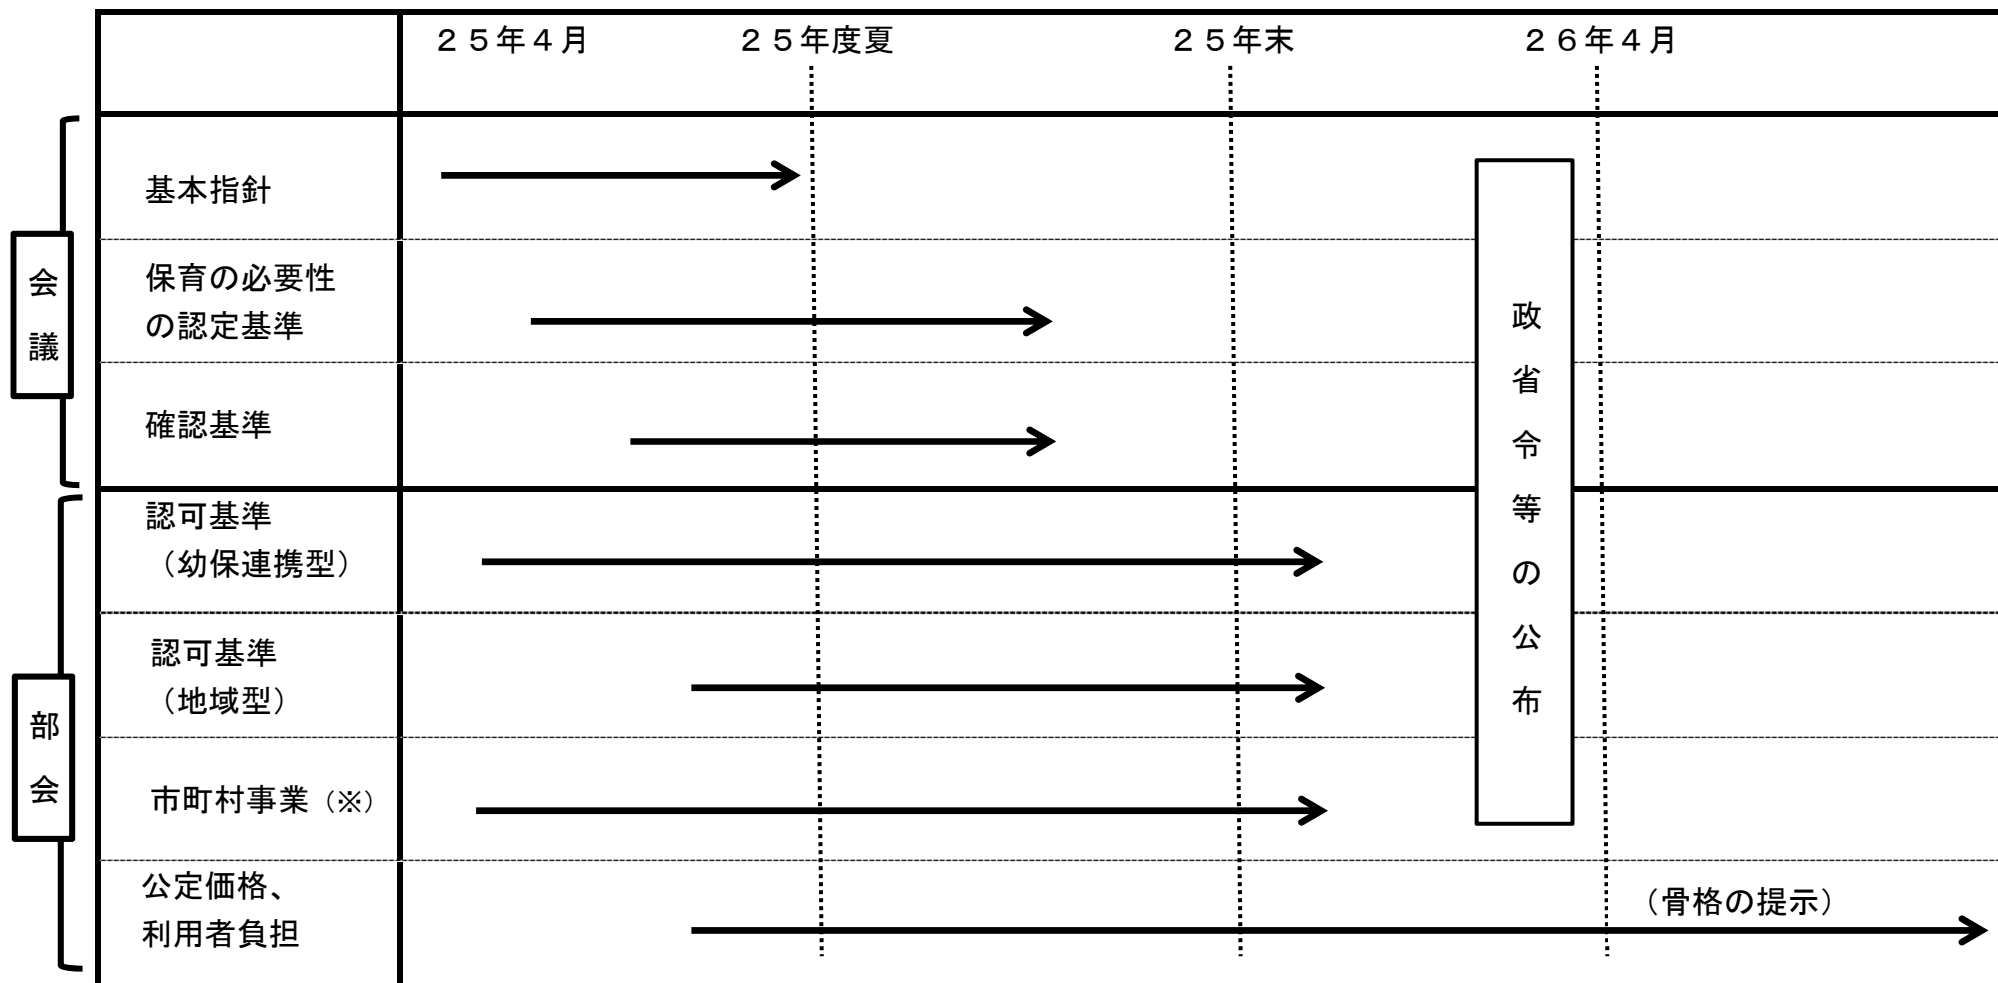 ２５年４月
２５年度夏
２５年末
２６年４月
会議
基本指針
保育の必要性
の認定基準
確認基準
部会
認可基準
（幼保連携型）
認可基準
（地域型）
市町村事業（※）
公定価格、
利用者負担
政省令等の公布
（骨格の提示）